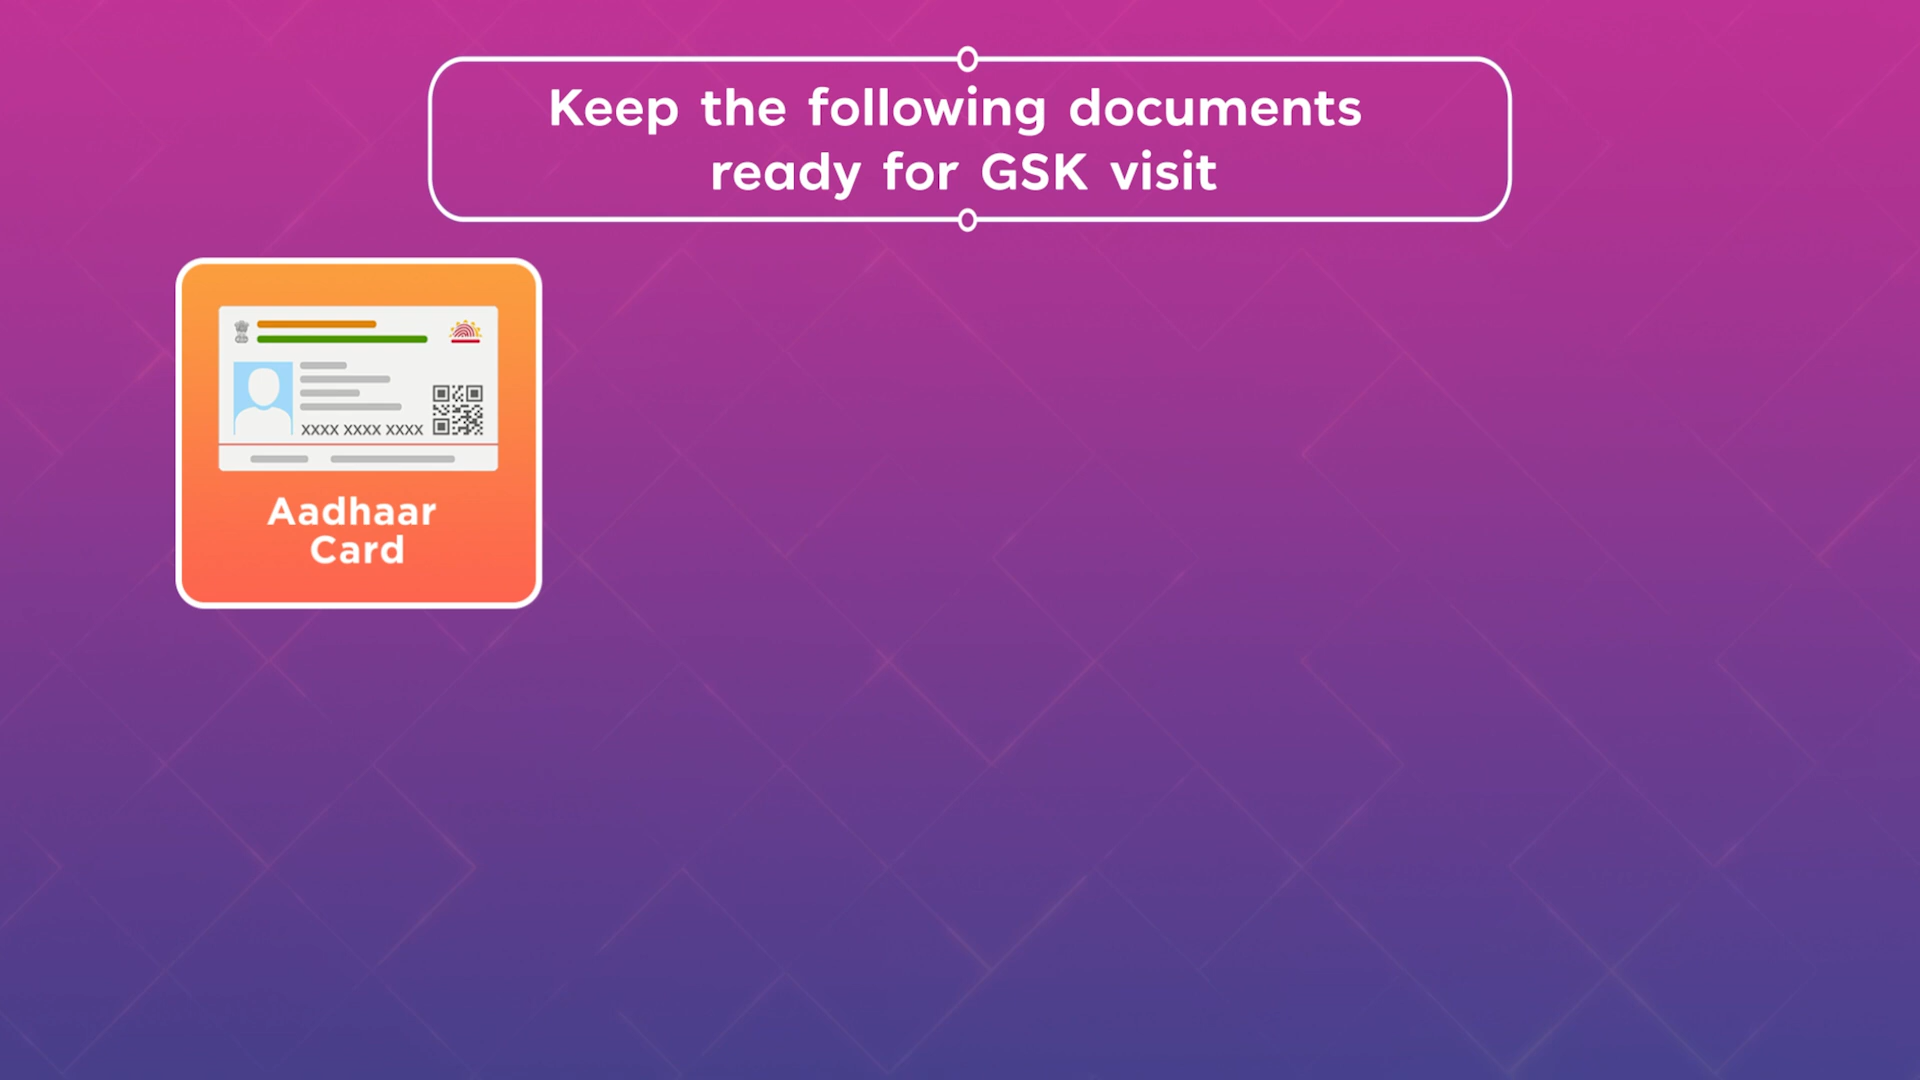 Keep the following documents
ready for GSK visit
XXXX XXXX XXXX
Aadhaar
Card